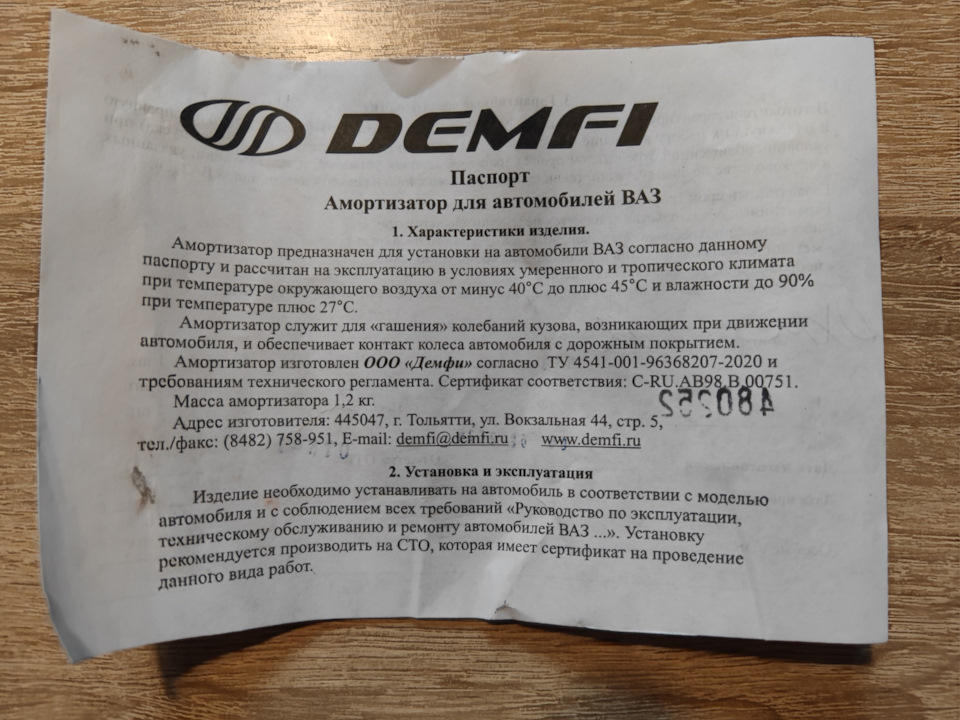 DEMFI
Паспорт
Амортизатор для автомобилей ВАЗ
1. Характеристики изделия.
Амортизатор предназначен для установки на автомобили ВАЗ согласно данному
паспорту и рассчитан на эксплуатацию в условиях умеренного и тропического климата
при температуре окружающего воздуха от минус 40°С до плюс 45°С и влажности до 90%
при температуре плюс 27°С.
Амортизатор служит для «гашения» колебаний кузова, возникающих при движении
автомобиля, и обеспечивает контакт колеса автомобиля с дорожным покрытием.
Амортизатор изготовлен ООО «Демфи» согласно ТУ 4541-001-96368207-2020 и
требованиям технического регламента. Сертификат соответствия: C-RU.АВ98.В.00751.
Масса амортизатора 1,2 кг.
Адрес изготовителя: 445047, г. Тольятти, ул. Вокзальная 44, стр. 5,
тел./факс: (8482) 758-951, E-mail: demfi@demfi.ru www.demfi.ru
2. Установка и эксплуатация
Изделие необходимо устанавливать на автомобиль в соответствии с моделью
автомобиля и с соблюдением всех требований «Руководство по эксплуатации,
техническому обслуживанию и ремонту автомобилей ВАЗ ...». Установку
рекомендуется производить на СТО, которая имеет сертификат на проведение
данного вида работ.